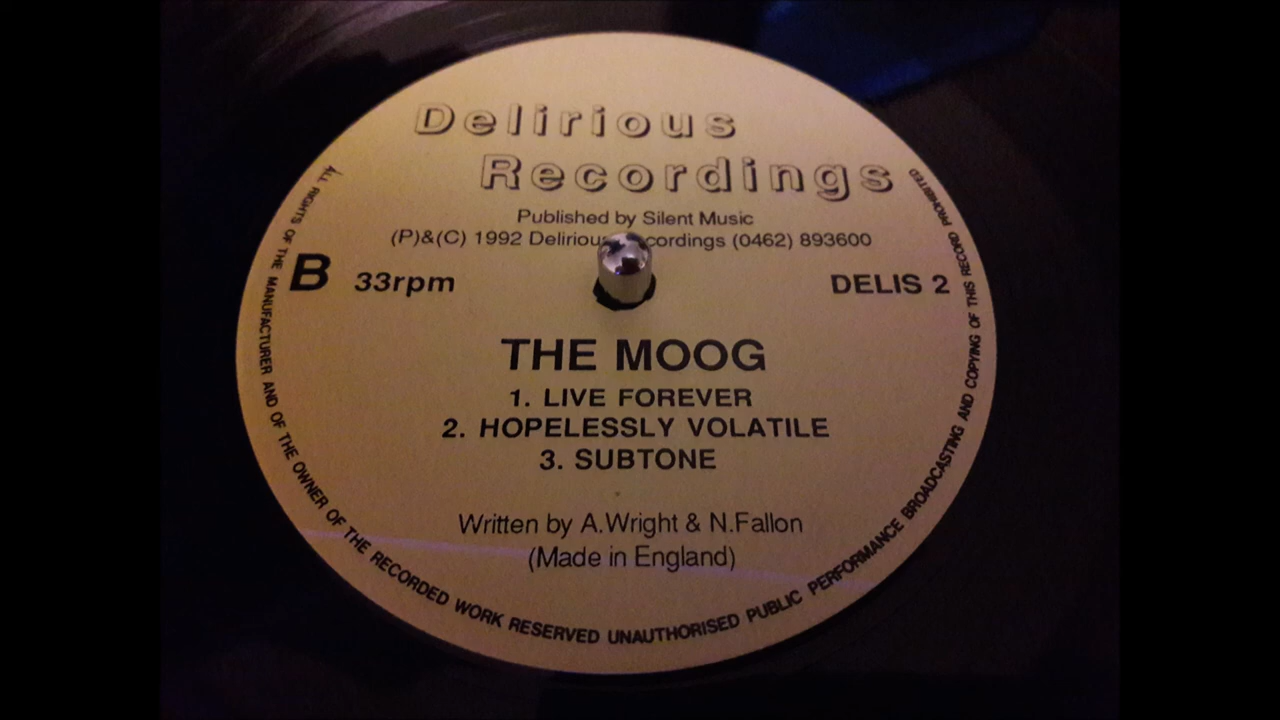 Delirious
Recordings
Published by Silent Music
(P)&(C) 1992 Delirious cordings (0462) 893600
B 33rpm DELIS 2
THE MOOG
1. LIVE FOREVER
2. HOPELESSLY VOLATILE
3. SUBTONE
Written by A.Wright & N.Fallon
(Made in England)
ALL RIGHTS OF THE MANUFACTURER AND OF THE OWNER OF THE RECORDED WORK RESERVED UNAUTHORISED PUBLIC PERFORMANCE BROADCASTING AND COPYING OF THIS RECORD PROHIBITED